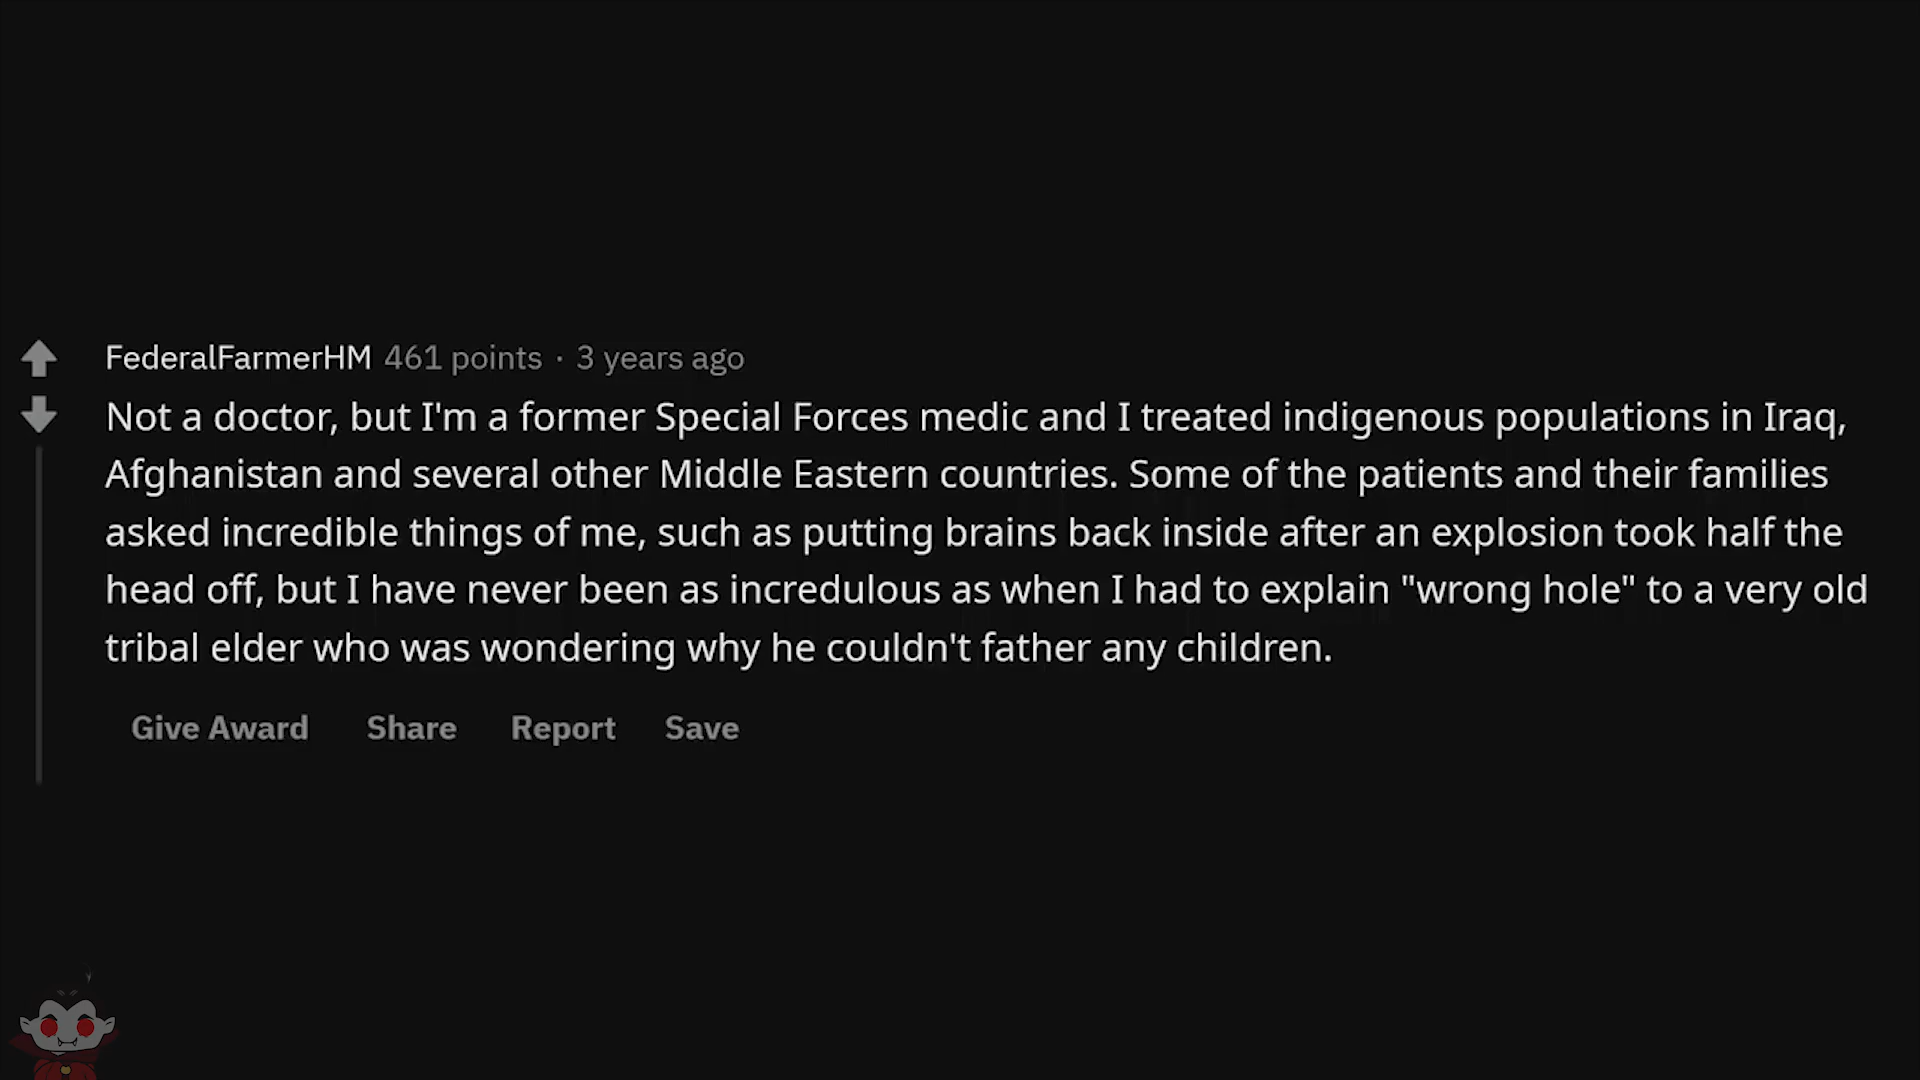 FederalFarmerHM 461 points · 3 years ago
Not a doctor, but I'm a former Special Forces medic and I treated indigenous populations in Iraq,
Afghanistan and several other Middle Eastern countries. Some of the patients and their families
asked incredible things of me, such as putting brains back inside after an explosion took half the
head off, but I have never been as incredulous as when I had to explain "wrong hole" to a very old
tribal elder who was wondering why he couldn't father any children.
Give Award Share Report Save